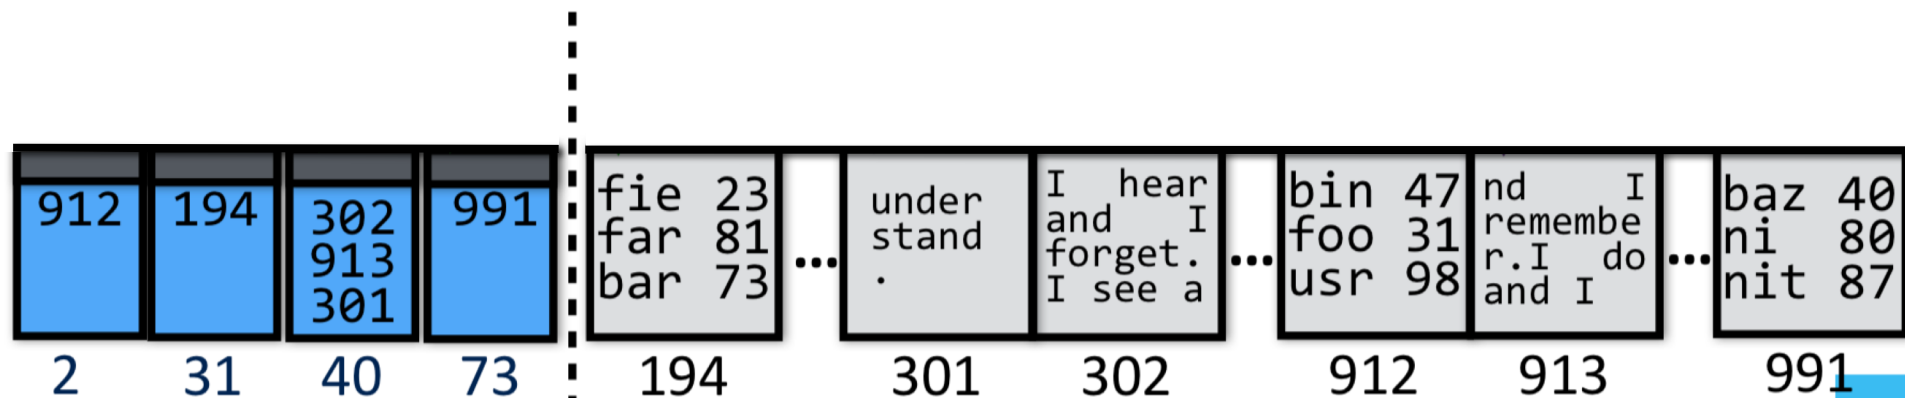 912
194
302
913
301
991
fie 23
far 81
bar 73
...
under
stand
.
I hear
and I
forget.
I see a
...
bin 47
foo 31
usr 98
nd I
remembe
r.I do
and I
...
baz 40
ni 80
nit 87
2 31 40 73 194 301 302 912 913 991